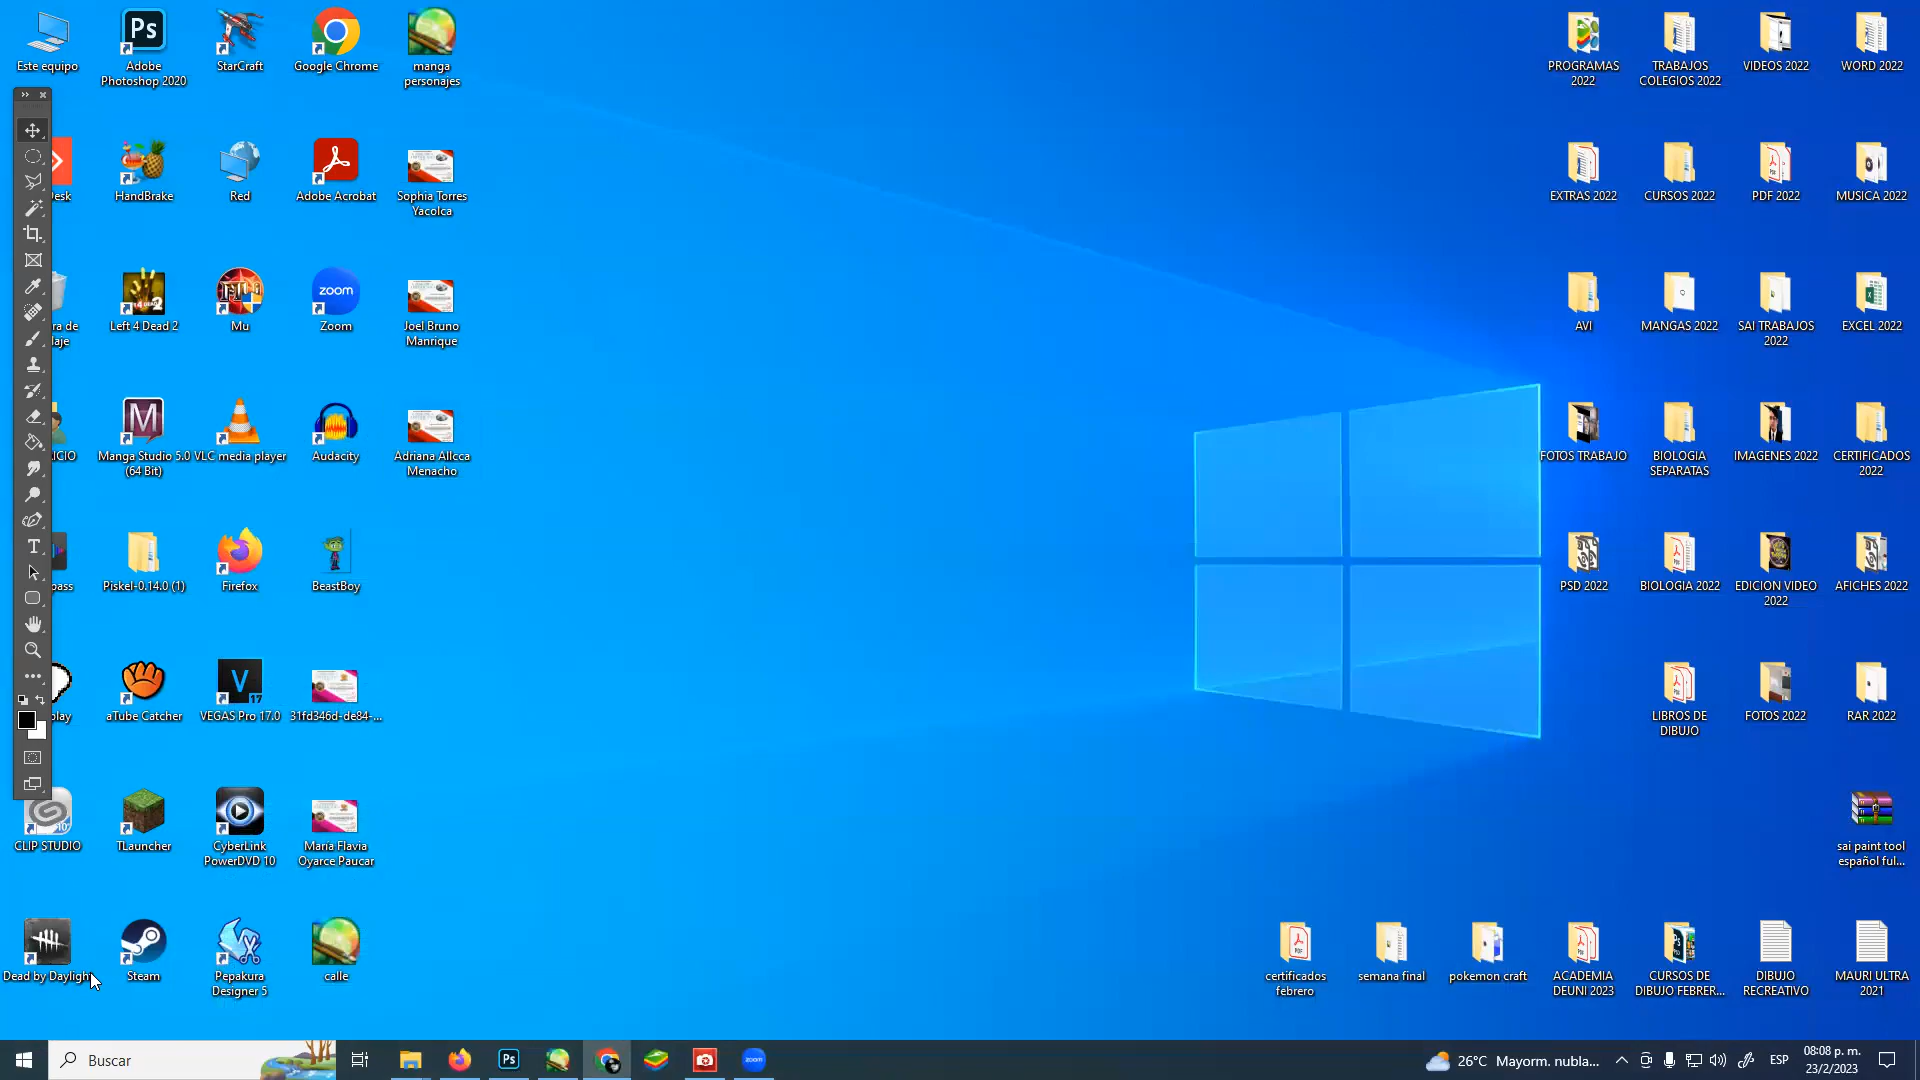 Este equipo
Adobe
Photoshop 2020
StarCraft
Google Chrome
manga
personajes
PROGRAMAS
2022
TRABAJOS
COLEGIOS 2022
VIDEOS 2022
WORD 2022
HandBrake
Red
Adobe Acrobat
Sophia Torres
Yacolca
EXTRAS 2022
CURSOS 2022
PDF 2022
MUSICA 2022
Left 4 Dead 2
Mu
Zoom
Joel Bruno
Manrique
AVI
MANGAS 2022
SAI TRABAJOS
2022
EXCEL 2022
Manga Studio 5.0
(64 Bit)
VLC media player
Audacity
Adriana Allcca
Menacho
FOTOS TRABAJO
BIOLOGIA
SEPARATAS
IMAGENES 2022
CERTIFICADOS
2022
Piskel-0.14.0 (1)
Firefox
BeastBoy
PSD 2022
BIOLOGIA 2022
EDICION VIDEO
2022
AFICHES 2022
aTube Catcher
VEGAS Pro 17.0
31fd346d-de84-...
LIBROS DE
DIBUJO
FOTOS 2022
RAR 2022
CLIP STUDIO
TLauncher
CyberLink
PowerDVD 10
Maria Flavia
Oyarce Paucar
sai paint tool
español ful...
Dead by Daylight
Steam
Pepakura
Designer 5
calle
certificados
febrero
semana final
pokemon craft
ACADEMIA
DEUNI 2023
CURSOS DE
DIBUJO FEBRER...
DIBUJO
RECREATIVO
MAURI ULTRA
2021
Buscar
26°C Mayorm. nubla...
ESP
08:08 p. m.
23/2/2023